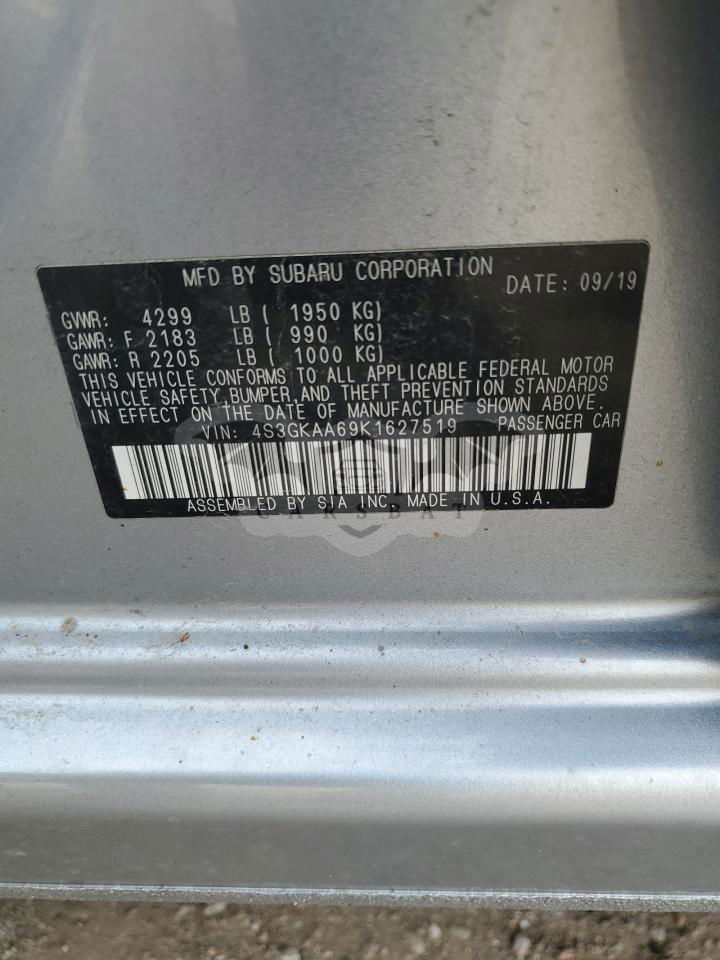 MFD BY SUBARU CORPORATION DATE: 09/19
GVWR: 4299 LB ( 1950 KG)
GAWR: F 2183 LB ( 990 KG)
GAWR: R 2205 LB ( 1000 KG)
THIS VEHICLE CONFORMS TO ALL APPLICABLE FEDERAL MOTOR
VEHICLE SAFETY,BUMPER,AND THEFT PREVENTION STANDARDS
IN EFFECT ON THE DATE OF MANUFACTURE SHOWN ABOVE.
VIN: 4S3GKAA69K1627519 PASSENGER CAR
ASSEMBLED BY SIA INC. MADE IN U.S.A.
CARSBAT